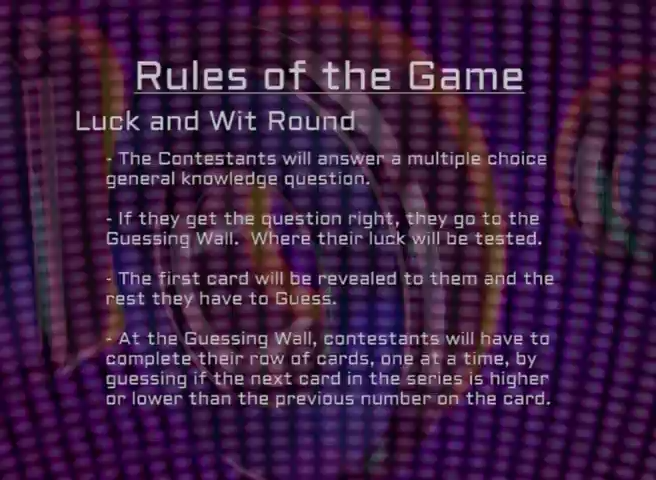 Rules of the Game
Luck and Wit Round
- The Contestants will answer a multiple choice
general knowledge question.
- If they get the question right, they go to the
Guessing Wall.  Where their luck will be tested.
- The first card will be revealed to them and the
rest they have to Guess.
- At the Guessing Wall, contestants will have to
complete their row of cards, one at a time, by
guessing if the next card in the series is higher
or lower than the previous number on the card.